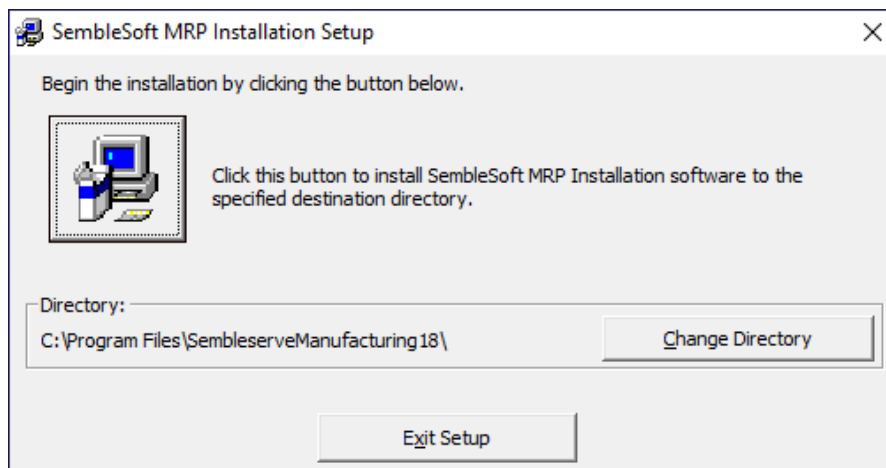 SembleSoft MRP Installation Setup
Begin the installation by clicking the button below.
Click this button to install SembleSoft MRP Installation software to the
specified destination directory.
Directory:
C:\Program Files\SembleserveManufacturing18\
Change Directory
Exit Setup